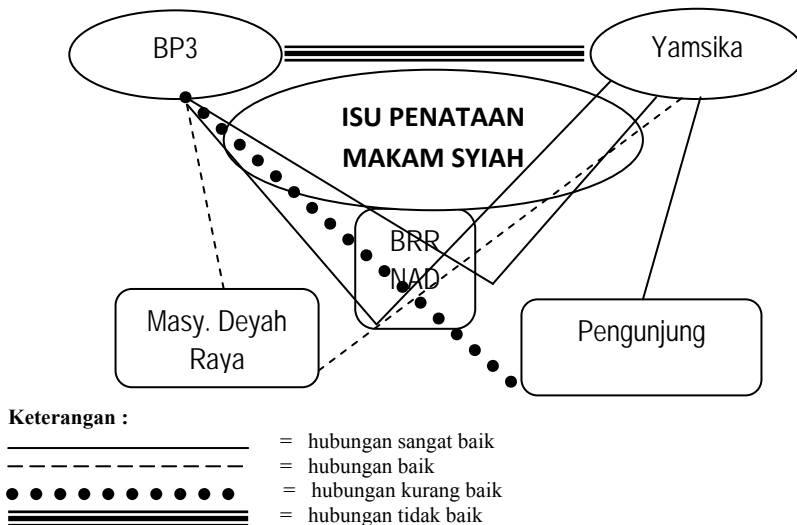 BP3
Yamsika
ISU PENATAAN
MAKAM SYIAH
BRR
NAD
Masy. Deyah
Raya
Pengunjung
Keterangan :
= hubungan sangat baik
= hubungan baik
= hubungan kurang baik
= hubungan tidak baik